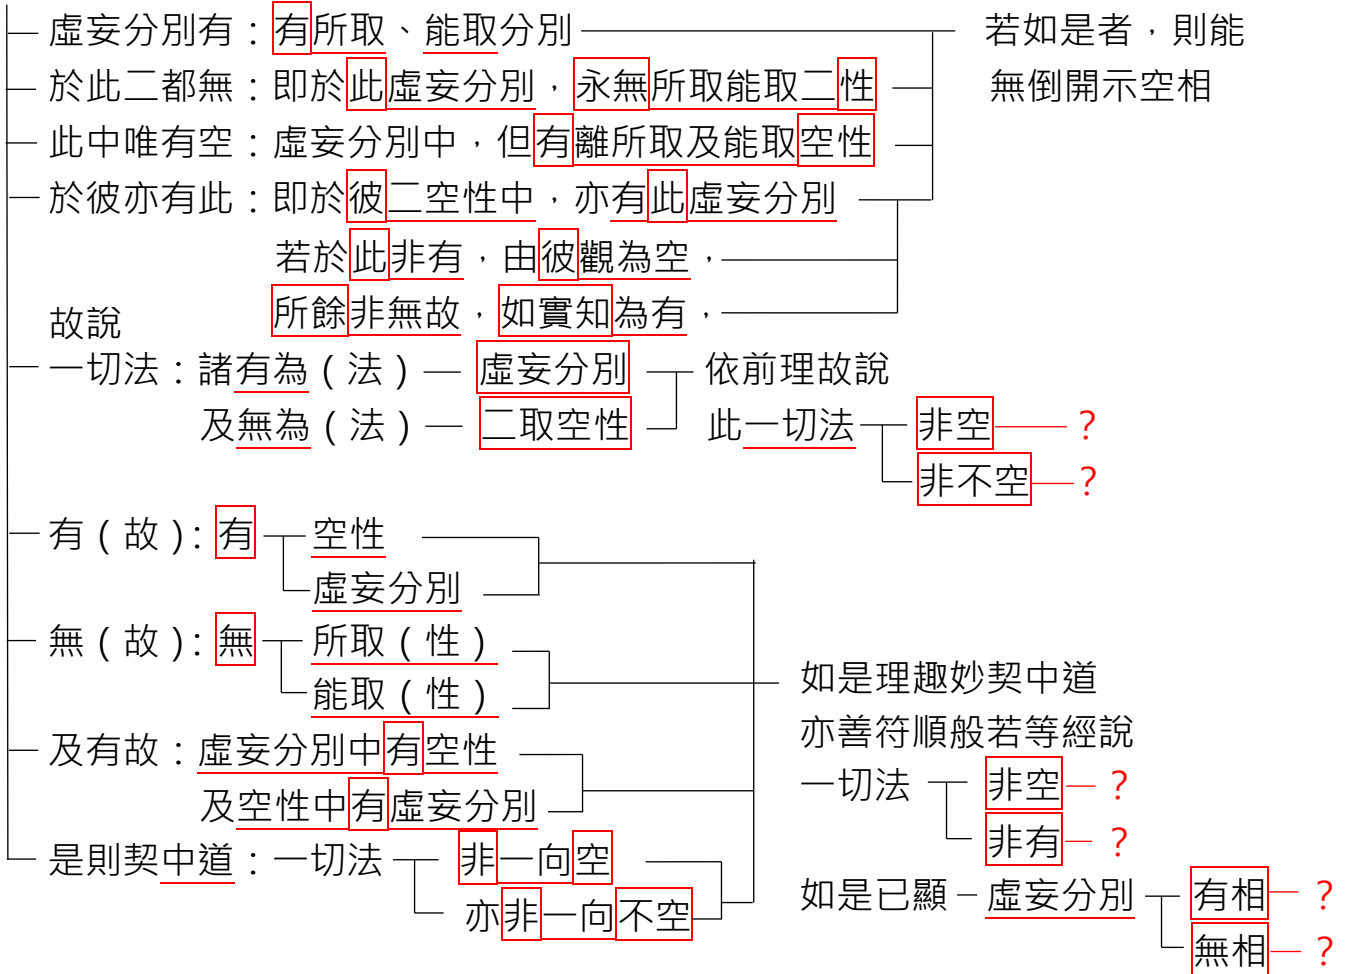 虛妄分別有：有所取、能取分別
若如是者，則能
於此二都無：即於此虛妄分別，永無所取能取二性
無倒開示空相
此中唯有空：虛妄分別中，但有離所取及能取空性
於彼亦有此：即於彼二空性中，亦有此虛妄分別
若於此非有，由彼觀為空，
所餘非無故，如實知為有，
故說
一切法：諸有為（法） 虛妄分別 依前理故說
及無為（法） 二取空性 此一切法 非空 ？
非不空 ？
有（故）：有 空性
虛妄分別
無（故）：無 所取（性）
能取（性）
如是理趣妙契中道
亦善符順般若等經說
及有故：虛妄分別中有空性
一切法 非空 ？
及空性中有虛妄分別
非有 ？
是則契中道：一切法 非一向空
亦非一向不空
如是已顯 虛妄分別 有相 ？
無相 ？